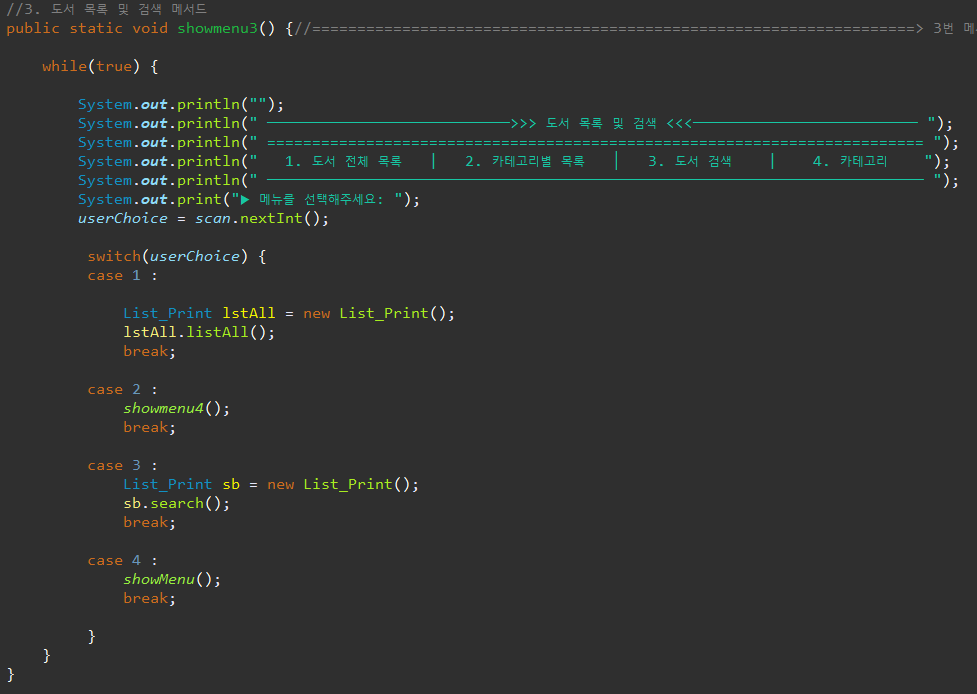 //3. 도서 목록 및 검색 메서드
public static void showmenu3() {//===================================================================> 3번 메
while(true) {
System.out.println("");
System.out.println(" ───────────────────────────>>> 도서 목록 및 검색 <<<───────────────────────── ");
System.out.println(" ========================================================================= ");
System.out.println("   1. 도서 전체 목록   │   2. 카테고리별 목록   │   3. 도서 검색    │    4. 카테고리    ");
System.out.println(" ───────────────────────────────────────────────────────────────────────── ");
System.out.print("▶ 메뉴를 선택해주세요: ");
userChoice = scan.nextInt();
switch(userChoice) {
case 1 :
List_Print lstAll = new List_Print();
lstAll.listAll();
break;
case 2 :
showmenu4();
break;
case 3 :
List_Print sb = new List_Print();
sb.search();
break;
case 4 :
showMenu();
break;
}
}
}